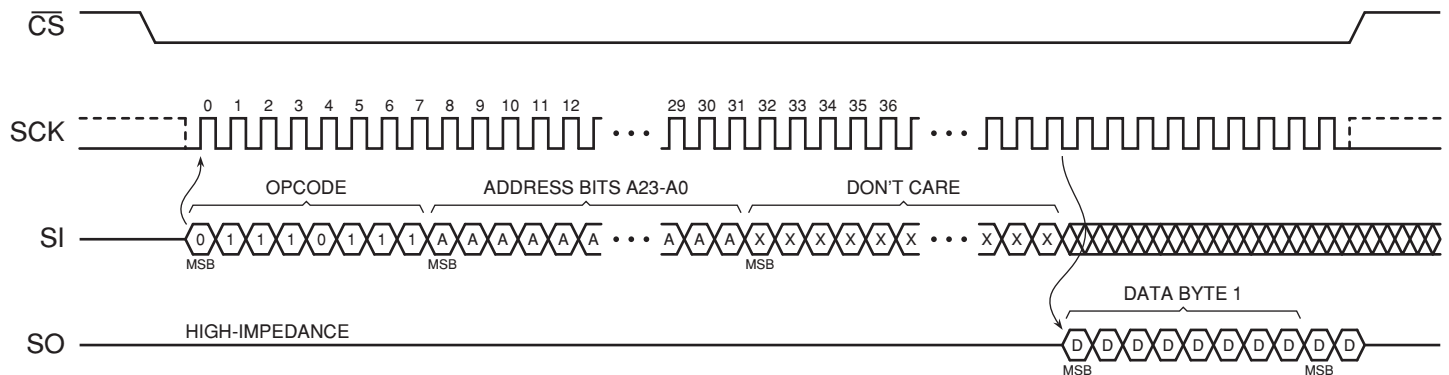 CS
0 1 2 3 4 5 6 7 8 9 10 11 12 29 30 31 32 33 34 35 36
SCK
OPCODE ADDRESS BITS A23-A0 DON'T CARE
SI 0 1 1 1 0 1 1 1 A A A A A A A A A X X X X X X X X X
MSB MSB MSB
DATA BYTE 1
HIGH-IMPEDANCE
SO D D D D D D D D D D
MSB MSB